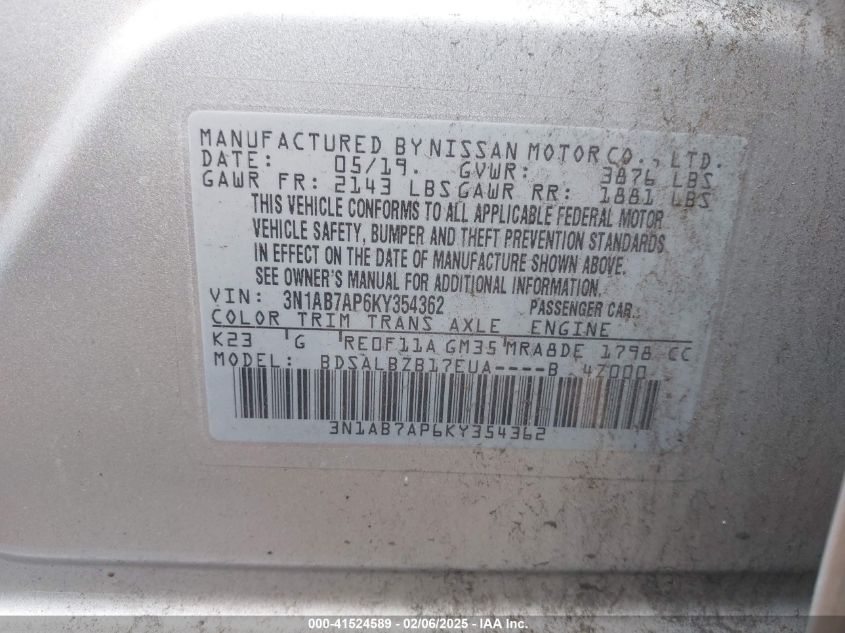 MANUFACTURED BY NISSAN MOTOR CO., LTD.
DATE: 05/19. GVWR: 3876 LBS
GAWR FR: 2143 LBS GAWR RR: 1881 LBS
THIS VEHICLE CONFORMS TO ALL APPLICABLE FEDERAL MOTOR
VEHICLE SAFETY, BUMPER AND THEFT PREVENTION STANDARDS
IN EFFECT ON THE DATE OF MANUFACTURE SHOWN ABOVE.
SEE OWNER'S MANUAL FOR ADDITIONAL INFORMATION.
VIN: 3N1AB7AP6KY354362 PASSENGER CAR.
COLOR TRIM TRANS AXLE ENGINE
K23 G RE0F11A GM35 MRA8DE 1798 CC
MODEL: BDSALBZB17EUA----B 47000
3N1AB7AP6KY354362
000-41524589 - 02/06/2025 - © IAA Holdings, LLC.